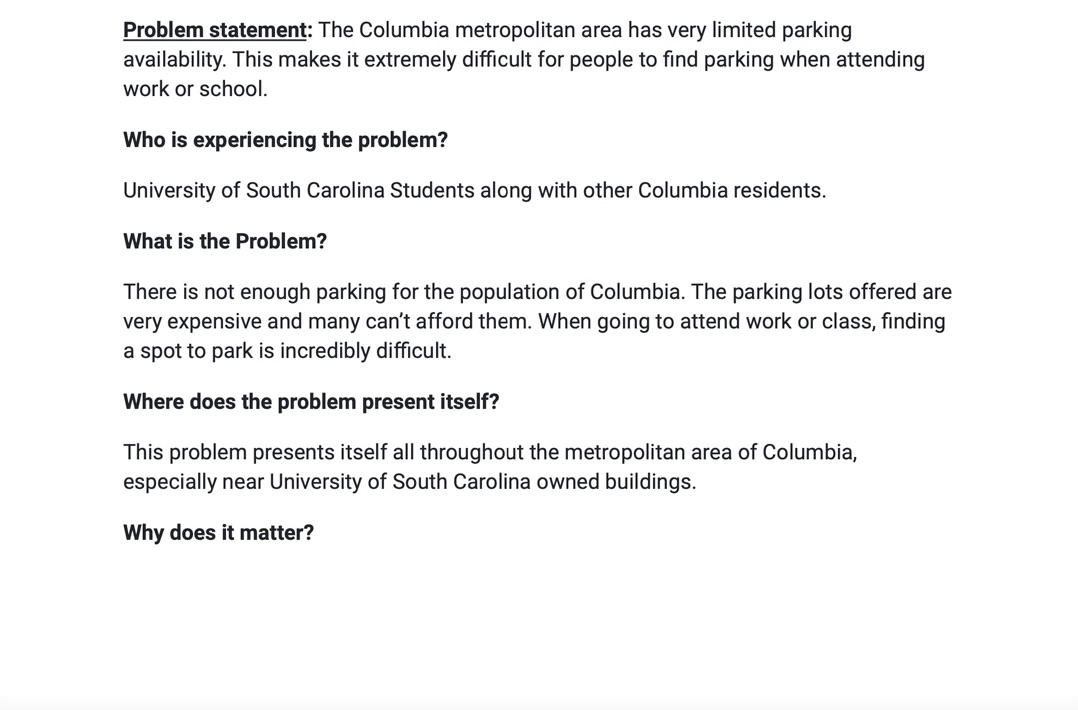 Problem statement: The Columbia metropolitan area has very limited parking
availability. This makes it extremely difficult for people to find parking when attending
work or school.
Who is experiencing the problem?
University of South Carolina Students along with other Columbia residents.
What is the Problem?
There is not enough parking for the population of Columbia. The parking lots offered are
very expensive and many can’t afford them. When going to attend work or class, finding
a spot to park is incredibly difficult.
Where does the problem present itself?
This problem presents itself all throughout the metropolitan area of Columbia,
especially near University of South Carolina owned buildings.
Why does it matter?